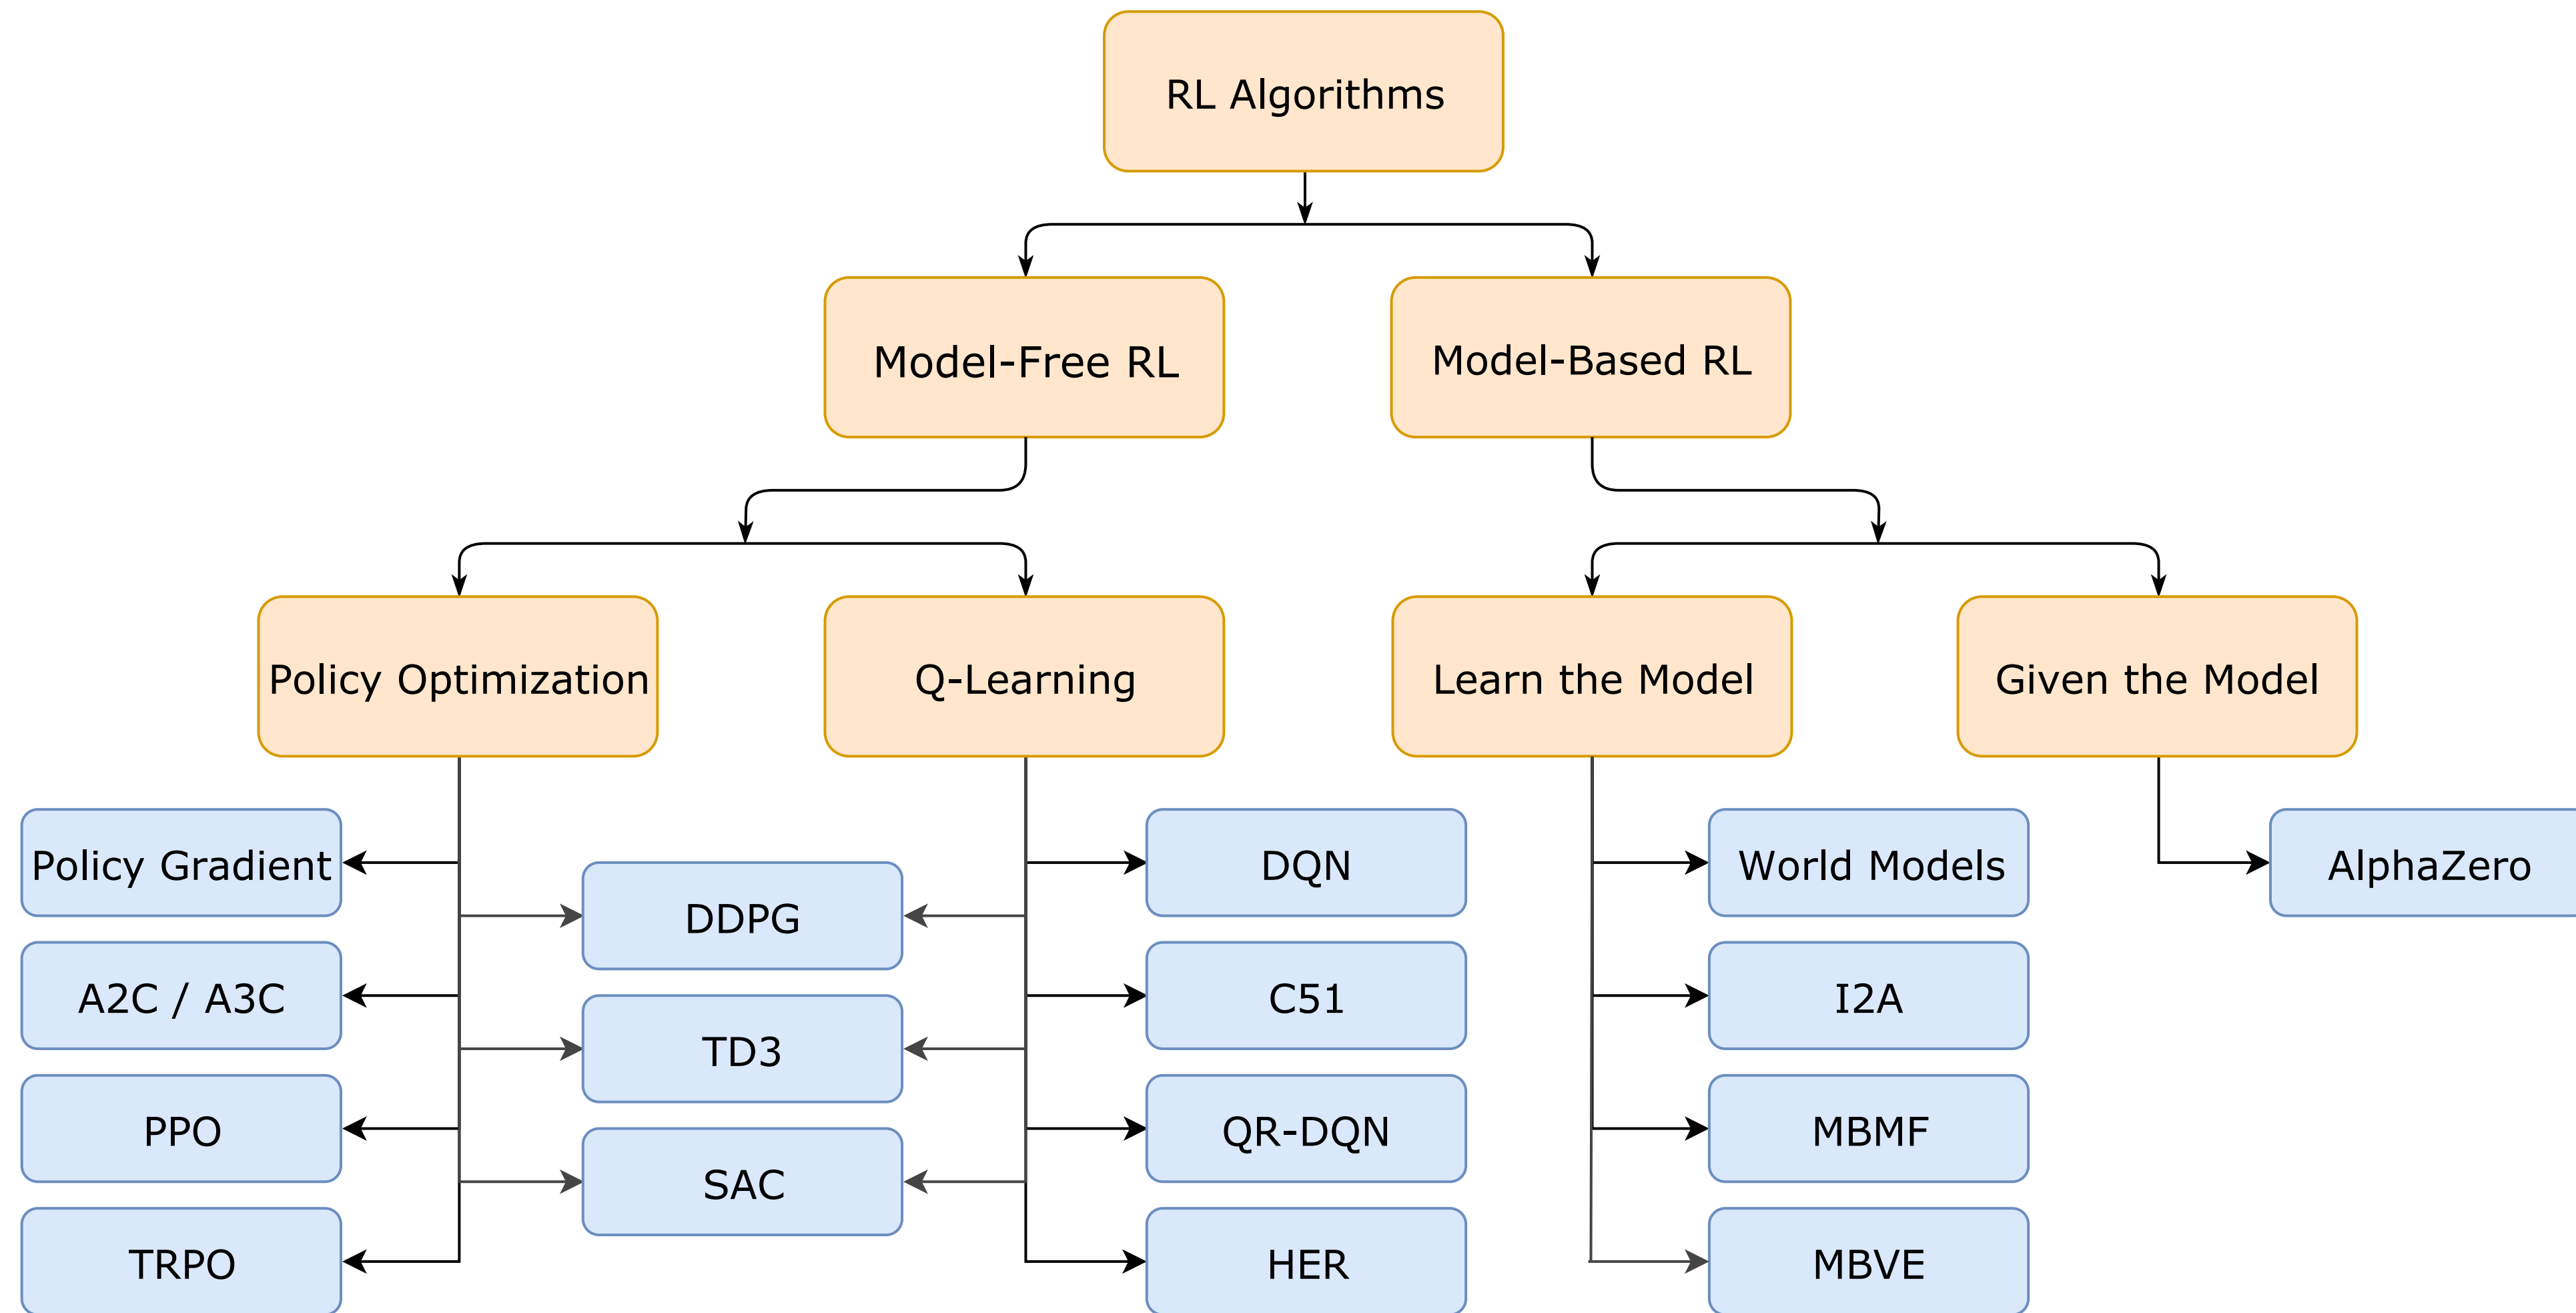 RL Algorithms
Model-Free RL
Model-Based RL
Policy Optimization
Q-Learning
Learn the Model
Given the Model
Policy Gradient
A2C / A3C
PPO
TRPO
DDPG
TD3
SAC
DQN
C51
QR-DQN
HER
World Models
I2A
MBMF
MBVE
AlphaZero